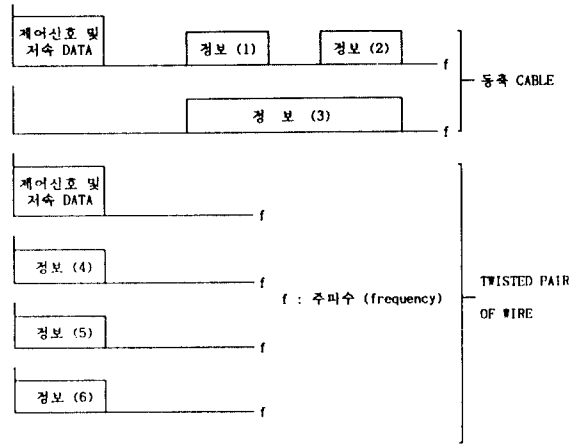 제어신호 및
저속 DATA
정보 (1)
정보 (2)
f
동축 CABLE
정 보 (3)
f
제어신호 및
저속 DATA
f
정보 (4)
f
f : 주파수 (frequency)
TWISTED PAIR
OF WIRE
정보 (5)
f
정보 (6)
f